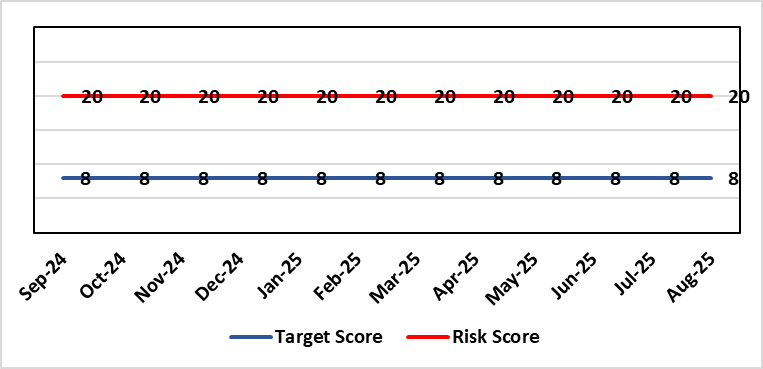 20 20 20 20 20 20 20 20 20 20 20 20
8 8 8 8 8 8 8 8 8 8 8 8
Sep-24 Oct-24 Nov-24 Dec-24 Jan-25 Feb-25 Mar-25 Apr-25 May-25 Jun-25 Jul-25 Aug-25
Target Score Risk Score